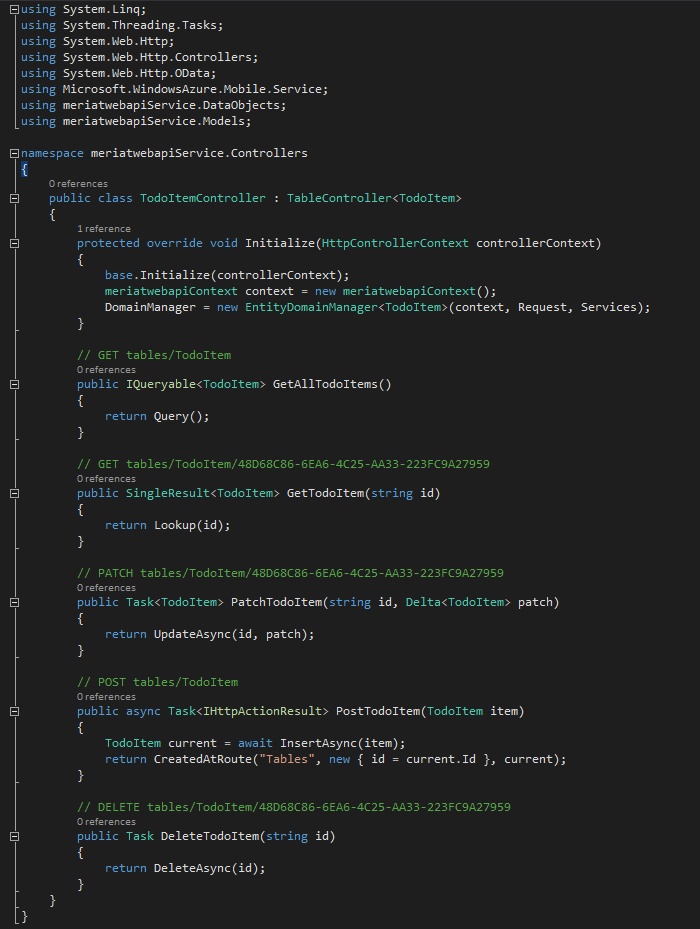 using System.Linq;
using System.Threading.Tasks;
using System.Web.Http;
using System.Web.Http.Controllers;
using System.Web.Http.OData;
using Microsoft.WindowsAzure.Mobile.Service;
using meriatwebapiService.DataObjects;
using meriatwebapiService.Models;
namespace meriatwebapiService.Controllers
{
0 references
public class TodoItemController : TableController<TodoItem>
{
1 reference
protected override void Initialize(HttpControllerContext controllerContext)
{
base.Initialize(controllerContext);
meriatwebapiContext context = new meriatwebapiContext();
DomainManager = new EntityDomainManager<TodoItem>(context, Request, Services);
}
// GET tables/TodoItem
0 references
public IQueryable<TodoItem> GetAllTodoItems()
{
return Query();
}
// GET tables/TodoItem/48D68C86-6EA6-4C25-AA33-223FC9A27959
0 references
public SingleResult<TodoItem> GetTodoItem(string id)
{
return Lookup(id);
}
// PATCH tables/TodoItem/48D68C86-6EA6-4C25-AA33-223FC9A27959
0 references
public Task<TodoItem> PatchTodoItem(string id, Delta<TodoItem> patch)
{
return UpdateAsync(id, patch);
}
// POST tables/TodoItem
0 references
public async Task<IHttpActionResult> PostTodoItem(TodoItem item)
{
TodoItem current = await InsertAsync(item);
return CreatedAtRoute("Tables", new { id = current.Id }, current);
}
// DELETE tables/TodoItem/48D68C86-6EA6-4C25-AA33-223FC9A27959
0 references
public Task DeleteTodoItem(string id)
{
return DeleteAsync(id);
}
}
}